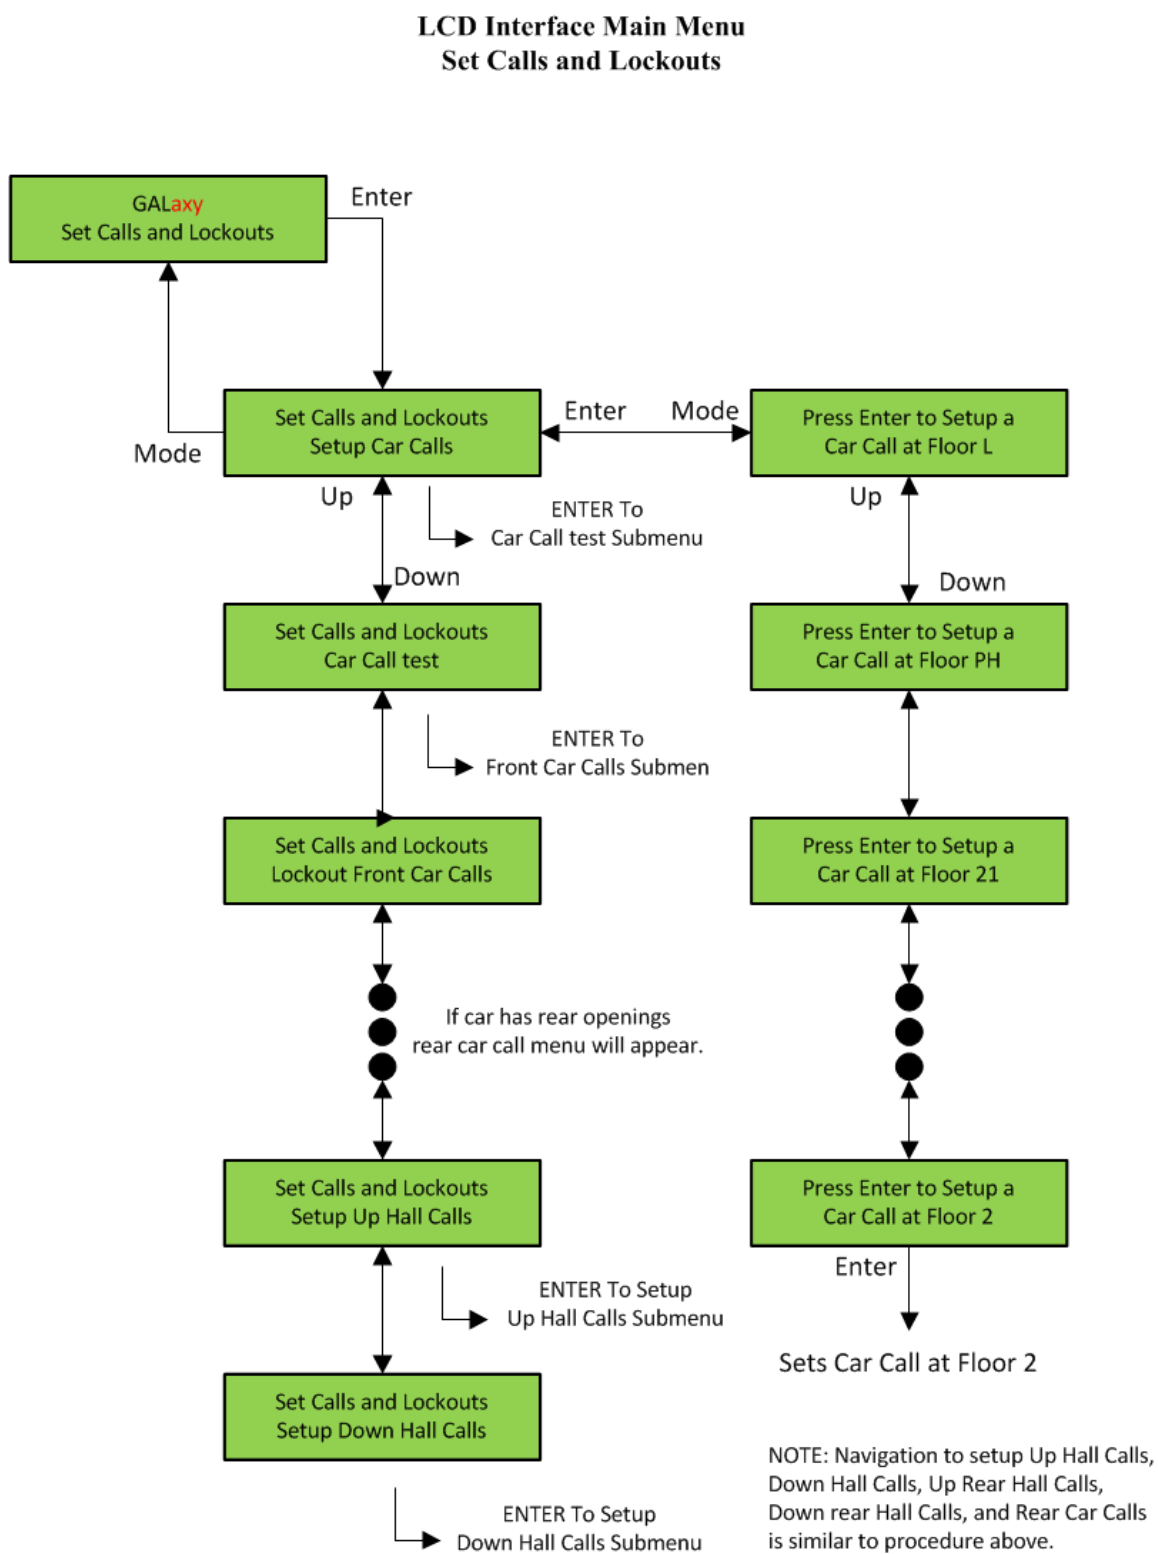 LCD Interface Main Menu
Set Calls and Lockouts
GALaxy
Set Calls and Lockouts
Enter
Mode
Set Calls and Lockouts
Setup Car Calls
Enter
Mode
Press Enter to Setup a
Car Call at Floor L
Up
ENTER To
Car Call test Submenu
Down
Up
Down
Set Calls and Lockouts
Car Call test
Press Enter to Setup a
Car Call at Floor PH
ENTER To
Front Car Calls Submen
Set Calls and Lockouts
Lockout Front Car Calls
Press Enter to Setup a
Car Call at Floor 21
If car has rear openings
rear car call menu will appear.
Set Calls and Lockouts
Setup Up Hall Calls
Press Enter to Setup a
Car Call at Floor 2
ENTER To Setup
Up Hall Calls Submenu
Enter
Sets Car Call at Floor 2
Set Calls and Lockouts
Setup Down Hall Calls
ENTER To Setup
Down Hall Calls Submenu
NOTE: Navigation to setup Up Hall Calls,
Down Hall Calls, Up Rear Hall Calls,
Down rear Hall Calls, and Rear Car Calls
is similar to procedure above.